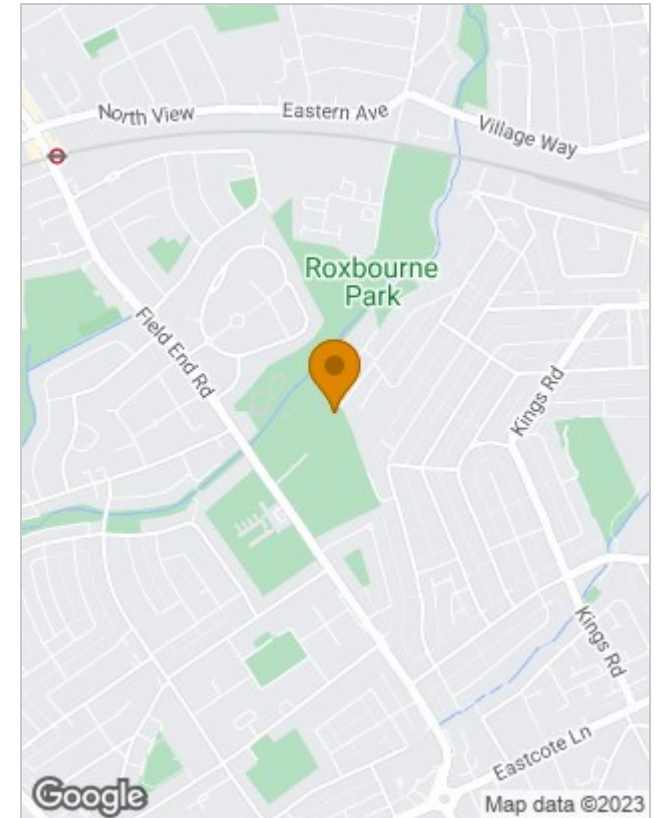 North View
Eastern Ave
Village Way
Roxbourne
Park
Field End Rd
Kings Rd
Kings Rd
Eastcote Ln
Google
Map data ©2023